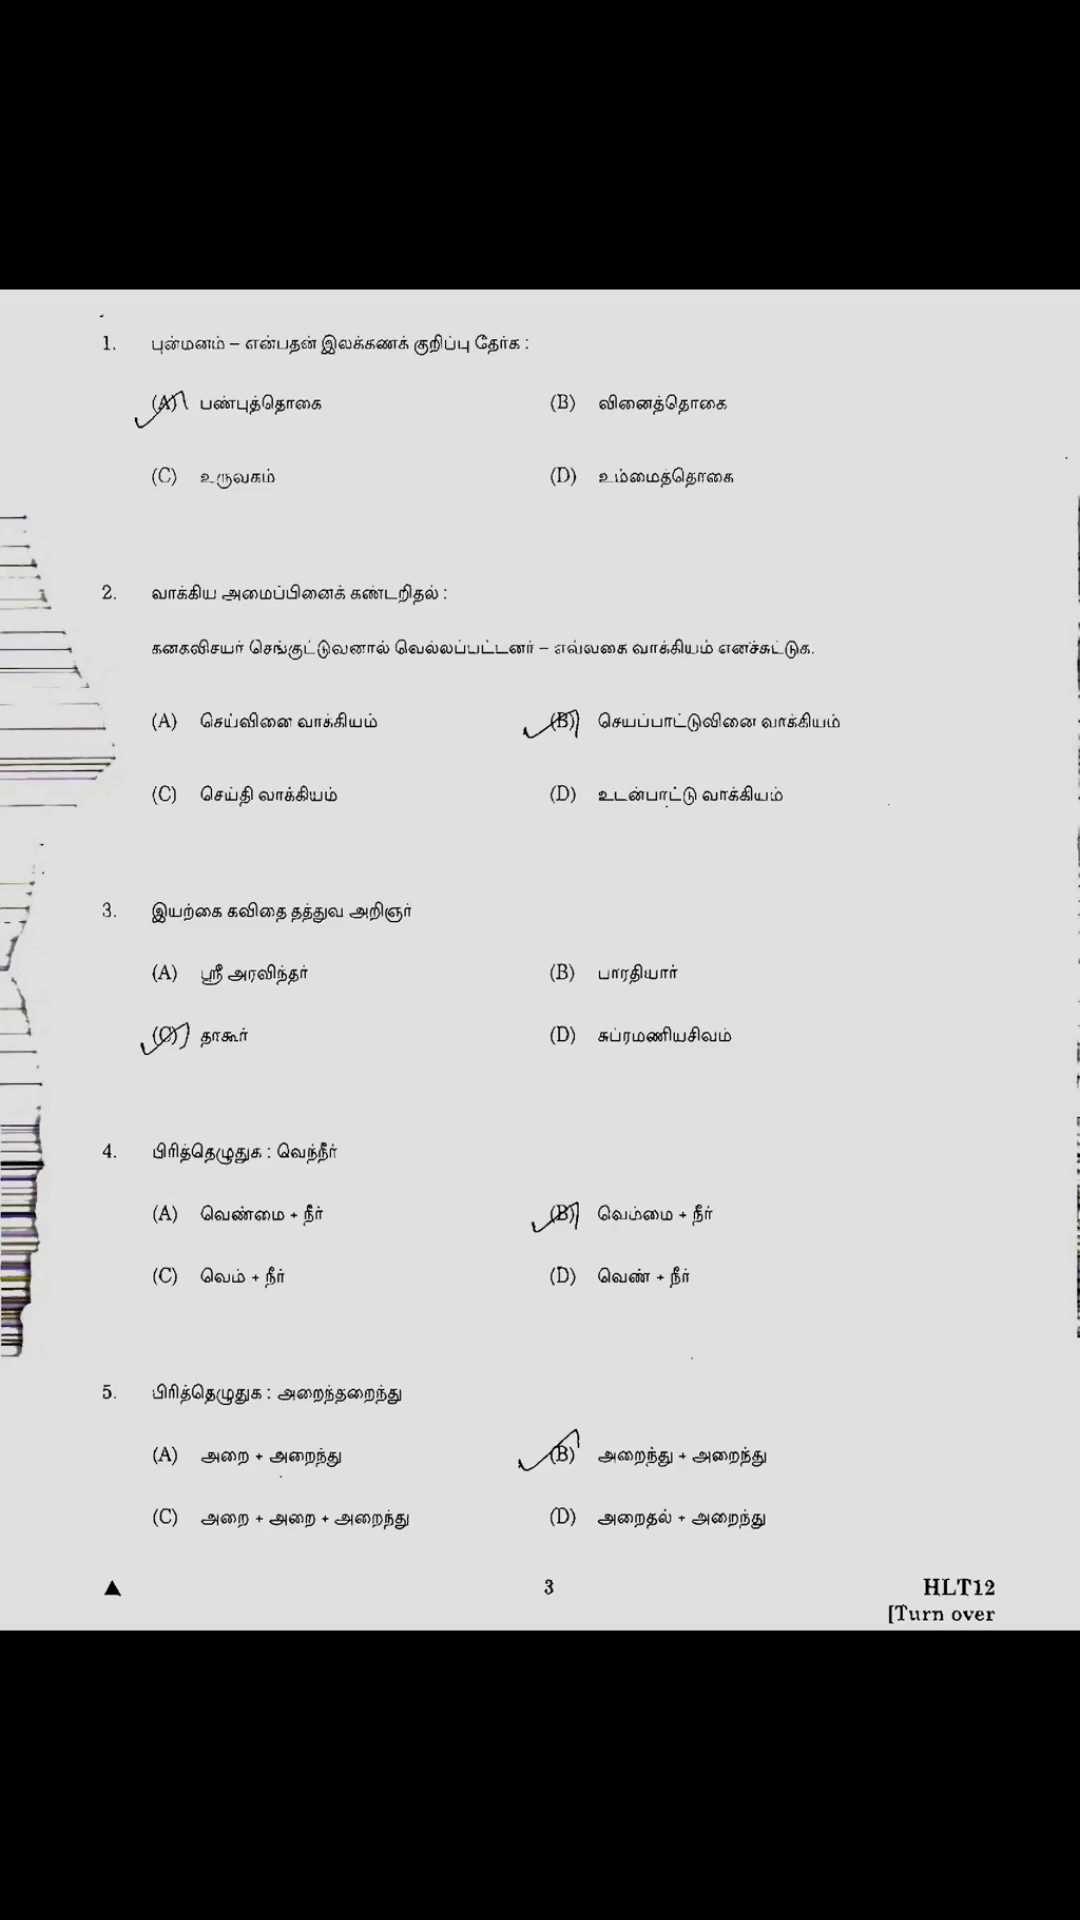 1. புன்மனம் – என்பதன் இலக்கணக் குறிப்பு தேர்க :
(A) பண்புத்தொகை (B) வினைத்தொகை
(C) உருவகம் (D) உம்மைத்தொகை
2. வாக்கிய அமைப்பினைக் கண்டறிதல் :
கனகவிசயர் செங்குட்டுவனால் வெல்லப்பட்டனர் – எவ்வகை வாக்கியம் எனச்சுட்டுக.
(A) செய்வினை வாக்கியம் (B) செயப்பாட்டுவினை வாக்கியம்
(C) செய்தி வாக்கியம் (D) உடன்பாட்டு வாக்கியம்
3. இயற்கை கவிதை தத்துவ அறிஞர்
(A) ஸ்ரீ அரவிந்தர் (B) பாரதியார்
(C) தாகூர் (D) சுப்ரமணியசிவம்
4. பிரித்தெழுதுக : வெந்நீர்
(A) வெண்மை + நீர் (B) வெம்மை + நீர்
(C) வெம் + நீர் (D) வெண் + நீர்
5. பிரித்தெழுதுக : அறைந்தறைந்து
(A) அறை + அறைந்து (B) அறைந்து + அறைந்து
(C) அறை + அறை + அறைந்து (D) அறைதல் + அறைந்து
▲ 3 HLT12
[Turn over